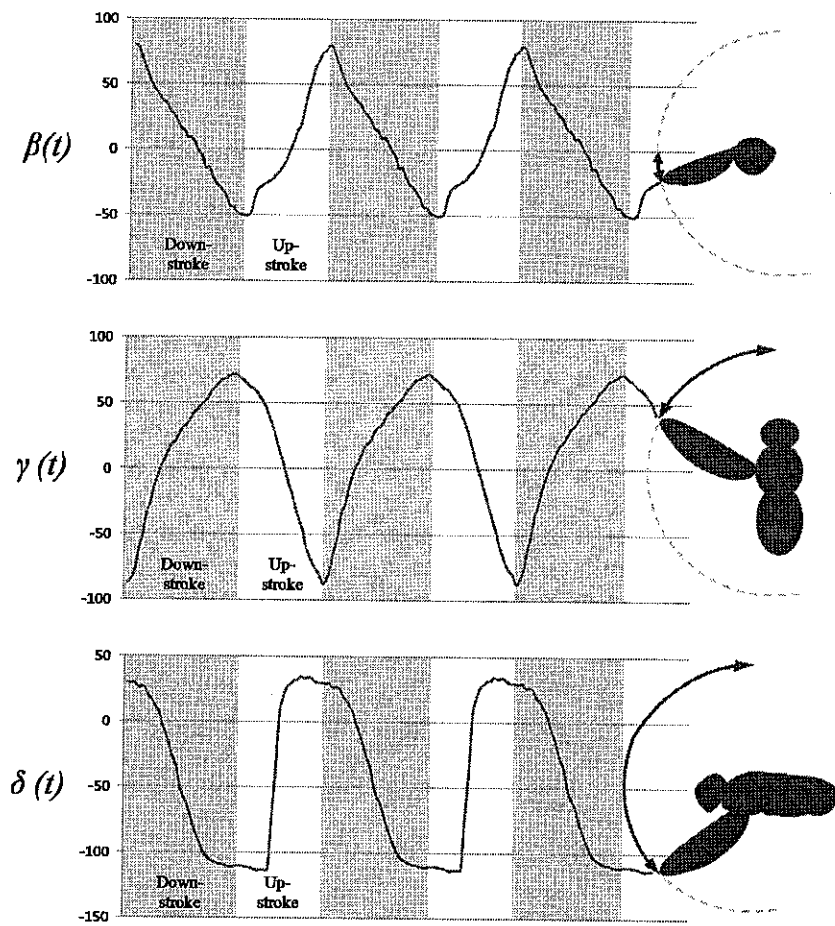 100
50
β(t)
0
-50
Down-
stroke
Up-
stroke
-100
100
50
γ (t)
0
-50
Down-
stroke
Up-
stroke
-100
50
0
δ (t)
-50
-100
Down-
stroke
Up-
stroke
-150